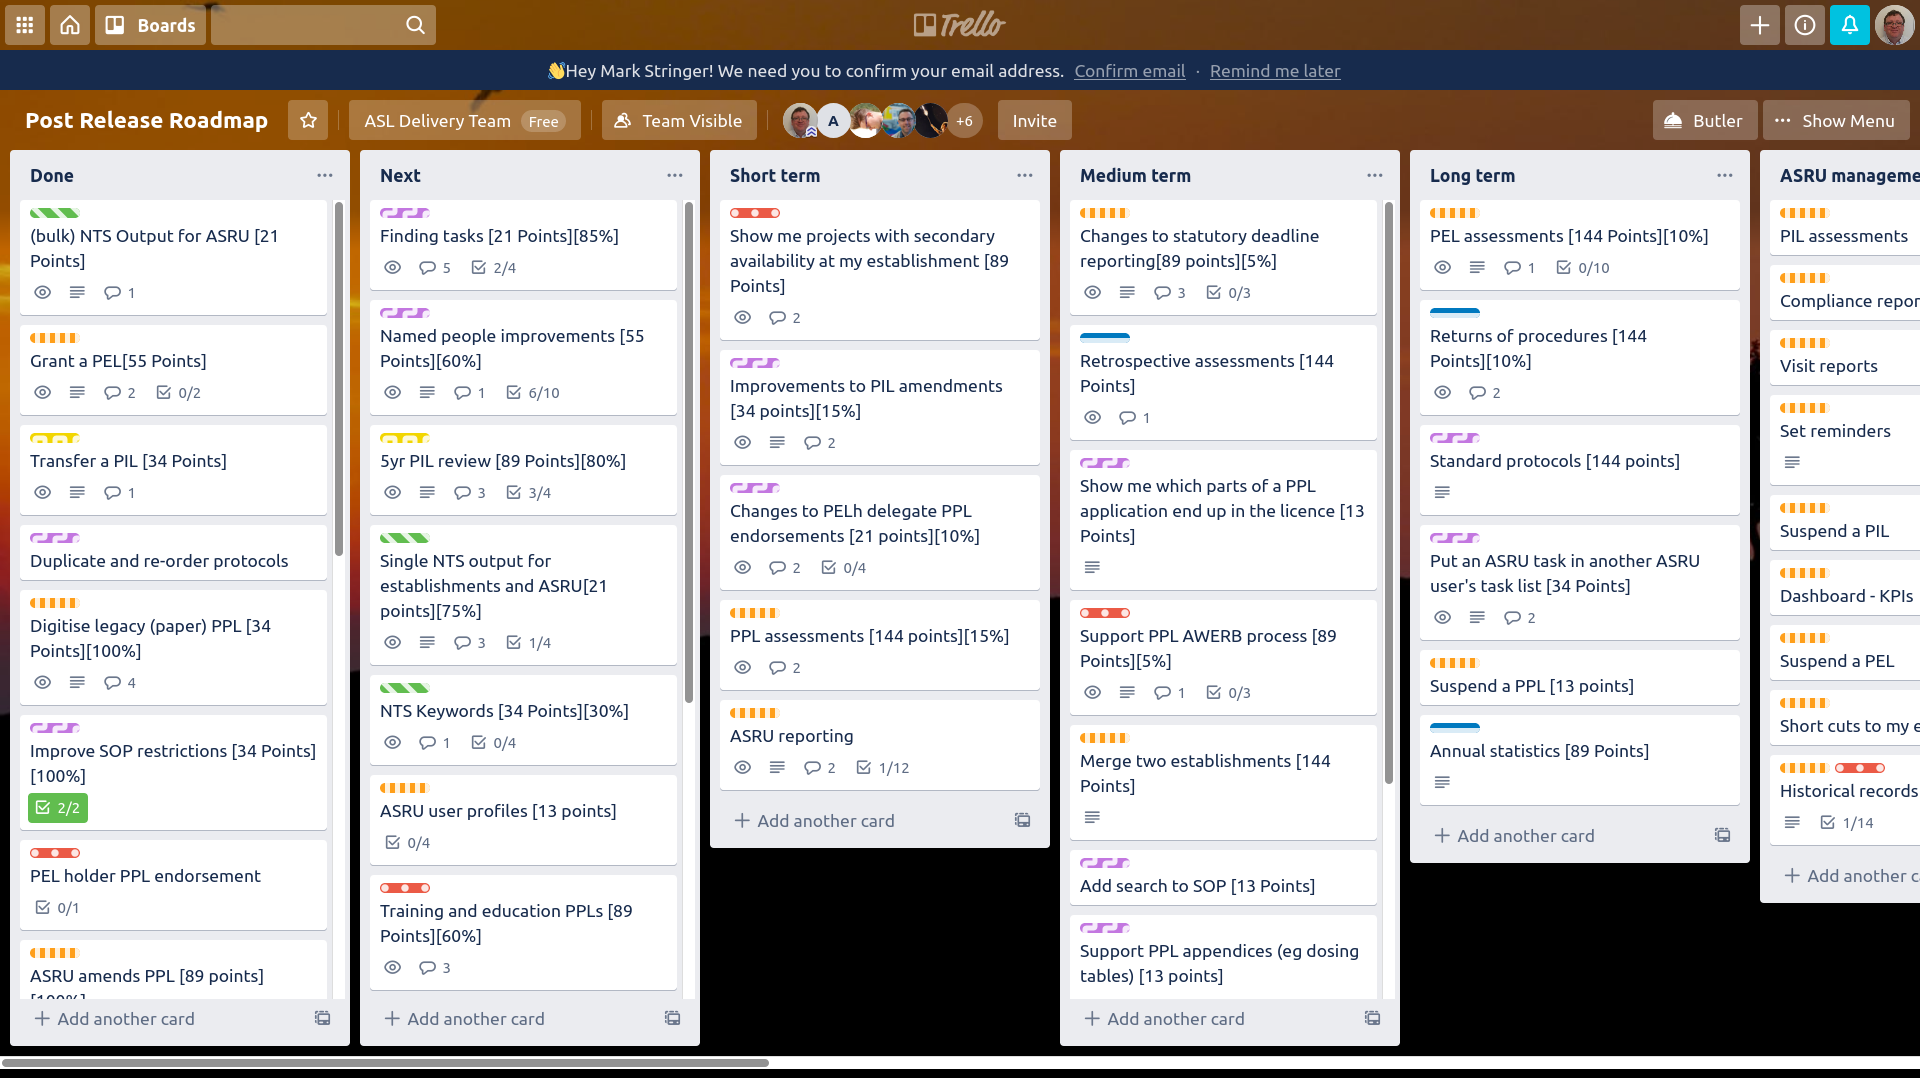 Boards
Trello
👋Hey Mark Stringer! We need you to confirm your email address. Confirm email · Remind me later
Post Release Roadmap
ASL Delivery Team Free
Team Visible
A
+6
Invite
Butler
Show Menu
Done
(bulk) NTS Output for ASRU [21
Points]
1
Grant a PEL[55 Points]
2 0/2
Transfer a PIL [34 Points]
1
Duplicate and re-order protocols
Digitise legacy (paper) PPL [34
Points][100%]
4
Improve SOP restrictions [34 Points]
[100%]
2/2
PEL holder PPL endorsement
0/1
ASRU amends PPL [89 points]
[100%]
+ Add another card
Next
Finding tasks [21 Points][85%]
5 2/4
Named people improvements [55
Points][60%]
1 6/10
5yr PIL review [89 Points][80%]
3 3/4
Single NTS output for
establishments and ASRU[21
points][75%]
3 1/4
NTS Keywords [34 Points][30%]
1 0/4
ASRU user profiles [13 points]
0/4
Training and education PPLs [89
Points][60%]
3
+ Add another card
Short term
Show me projects with secondary
availability at my establishment [89
Points]
2
Improvements to PIL amendments
[34 points][15%]
2
Changes to PELh delegate PPL
endorsements [21 points][10%]
2 0/4
PPL assessments [144 points][15%]
2
ASRU reporting
2 1/12
+ Add another card
Medium term
Changes to statutory deadline
reporting[89 points][5%]
3 0/3
Retrospective assessments [144
Points]
1
Show me which parts of a PPL
application end up in the licence [13
Points]
Support PPL AWERB process [89
Points][5%]
1 0/3
Merge two establishments [144
Points]
Add search to SOP [13 Points]
Support PPL appendices (eg dosing
tables) [13 points]
+ Add another card
Long term
PEL assessments [144 Points][10%]
1 0/10
Returns of procedures [144
Points][10%]
2
Standard protocols [144 points]
Put an ASRU task in another ASRU
user's task list [34 Points]
2
Suspend a PPL [13 points]
Annual statistics [89 Points]
+ Add another card
ASRU manageme
PIL assessments
Compliance repor
Visit reports
Set reminders
Suspend a PIL
Dashboard - KPIs
Suspend a PEL
Short cuts to my e
Historical records
1/14
+ Add another c